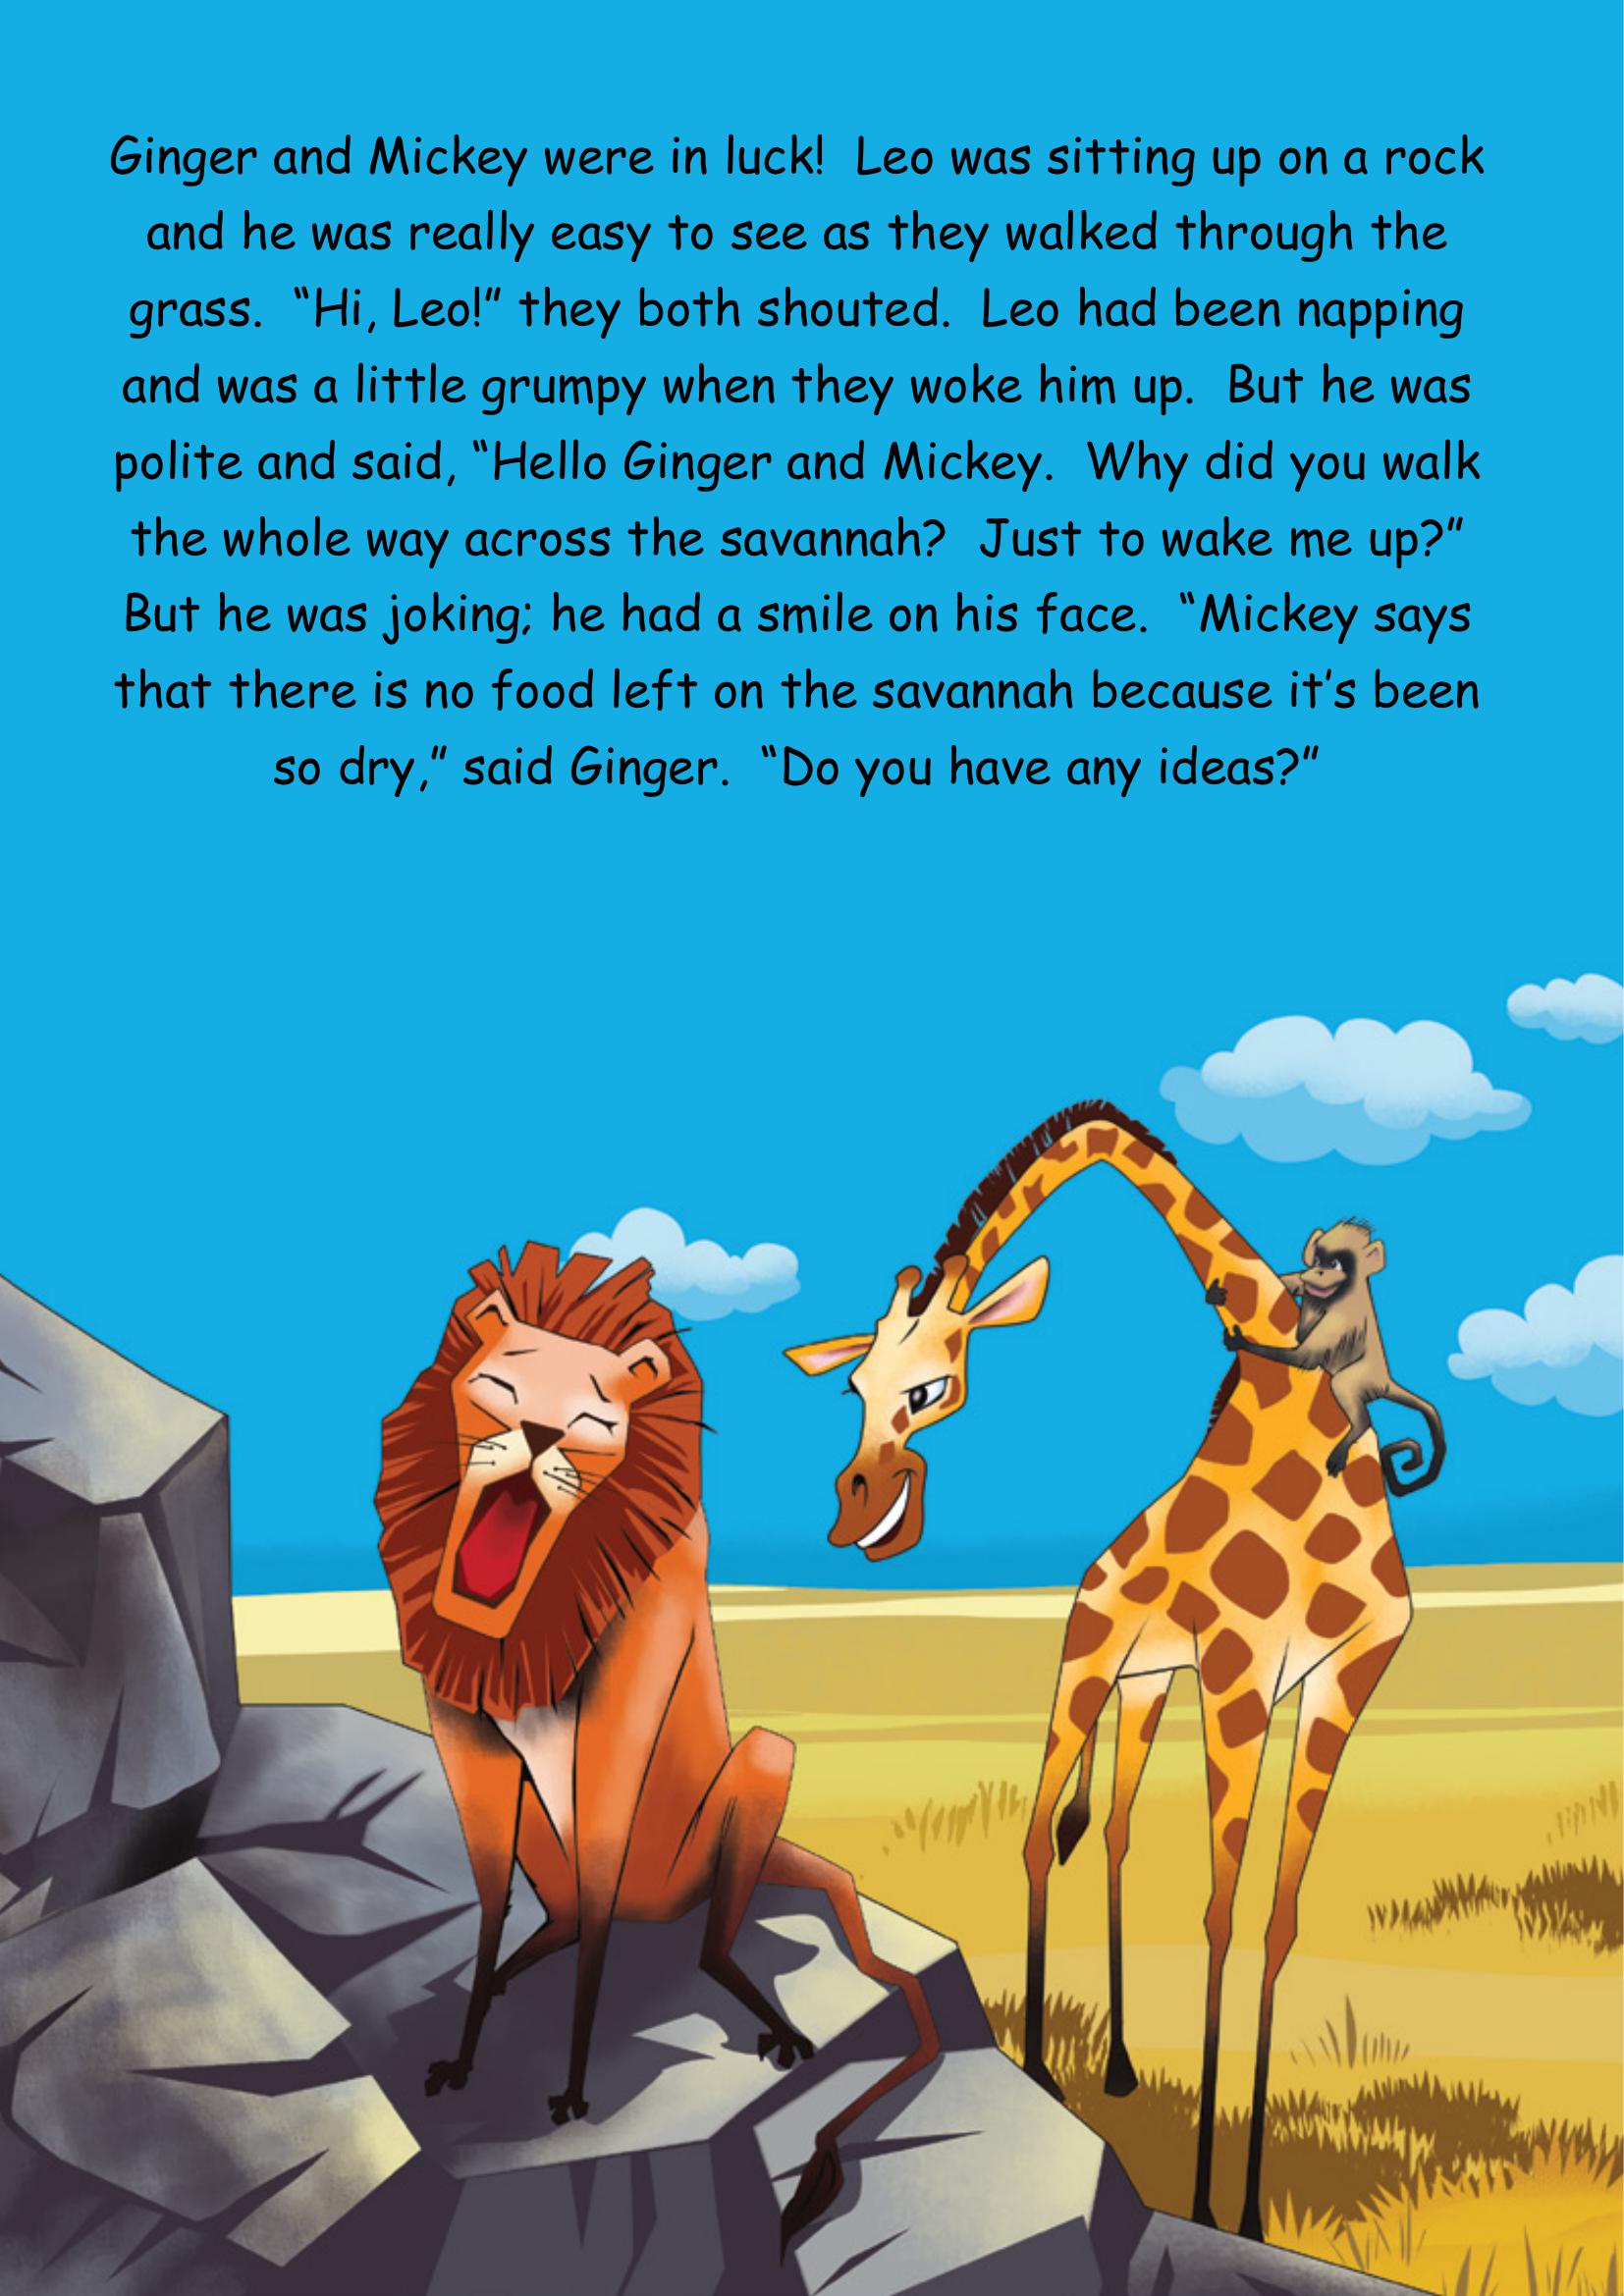 Ginger and Mickey were in luck!  Leo was sitting up on a rock
and he was really easy to see as they walked through the
grass.  “Hi, Leo!” they both shouted.  Leo had been napping
and was a little grumpy when they woke him up.  But he was
polite and said, “Hello Ginger and Mickey.  Why did you walk
the whole way across the savannah?  Just to wake me up?”
But he was joking; he had a smile on his face.  “Mickey says
that there is no food left on the savannah because it’s been
so dry,” said Ginger.  “Do you have any ideas?”